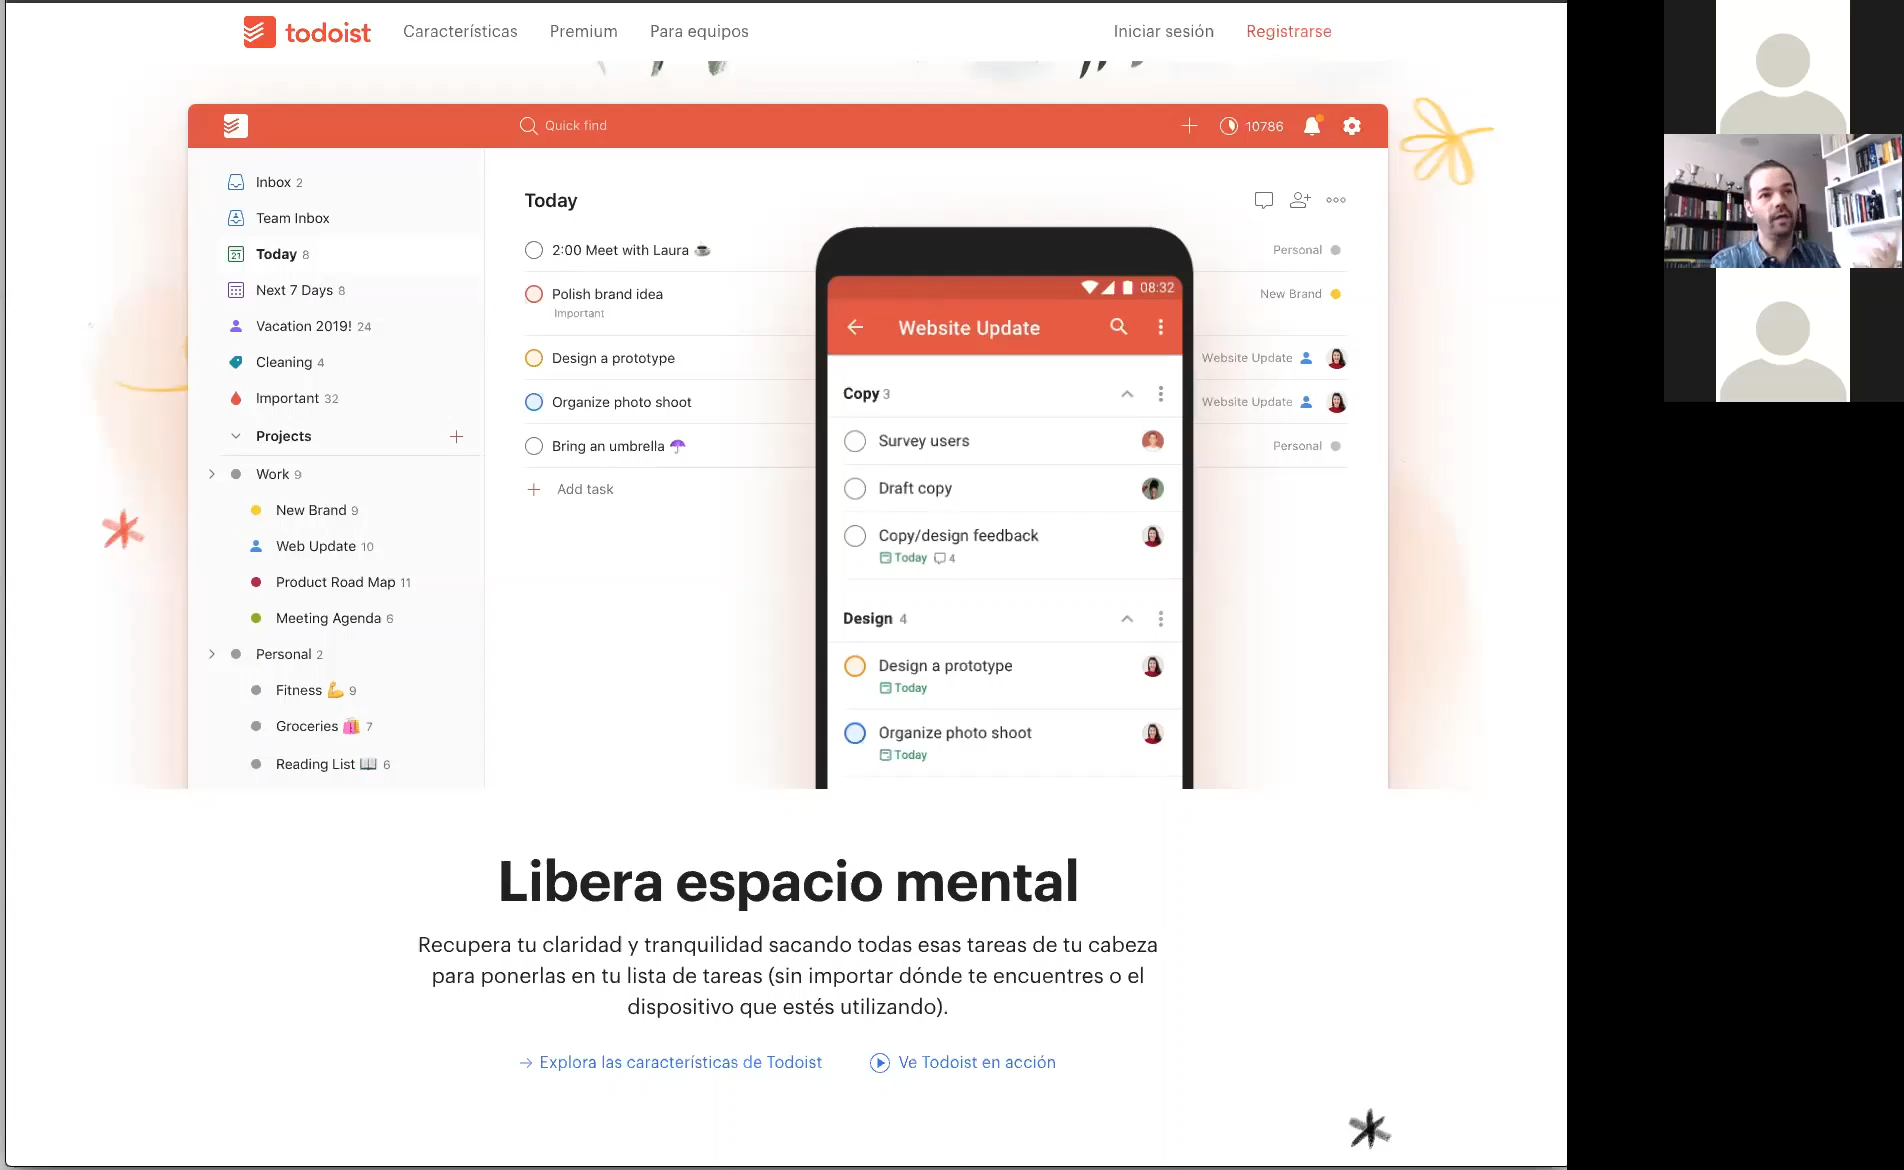 todoist
Características
Premium
Para equipos
Iniciar sesión
Registrarse
Quick find
10786
Inbox 2
Team Inbox
21
Today 8
Next 7 Days 8
Vacation 2019! 24
Cleaning 4
Important 32
Projects
Work 9
New Brand 9
Web Update 10
Product Road Map 11
Meeting Agenda 6
Personal 2
Fitness 💪 9
Groceries 🛍️ 7
Reading List 📖 6
Today
2:00 Meet with Laura ☕
Personal
Polish brand idea
Important
New Brand
Design a prototype
Website Update
Organize photo shoot
Website Update
Bring an umbrella ☂️
Personal
Add task
08:32
Website Update
Copy 3
Survey users
Draft copy
Copy/design feedback
Today 4
Design 4
Design a prototype
Today
Organize photo shoot
Today
Libera espacio mental
Recupera tu claridad y tranquilidad sacando todas esas tareas de tu cabeza
para ponerlas en tu lista de tareas (sin importar dónde te encuentres o el
dispositivo que estés utilizando).
→ Explora las características de Todoist
Ve Todoist en acción